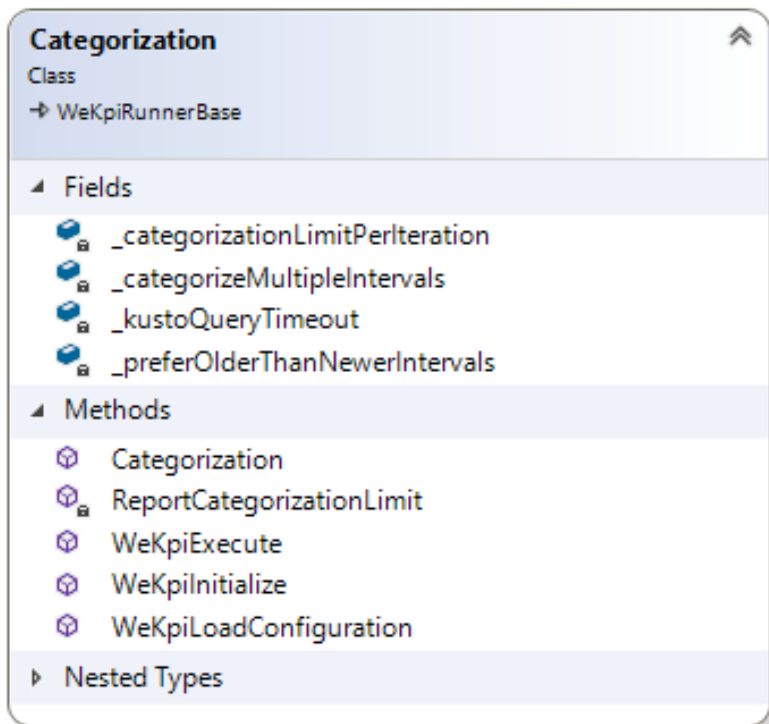 Categorization
Class
WeKpiRunnerBase
Fields
_categorizationLimitPerIteration
_categorizeMultipleIntervals
_kustoQueryTimeout
_preferOlderThanNewerIntervals
Methods
Categorization
ReportCategorizationLimit
WeKpiExecute
WeKpiInitialize
WeKpiLoadConfiguration
Nested Types